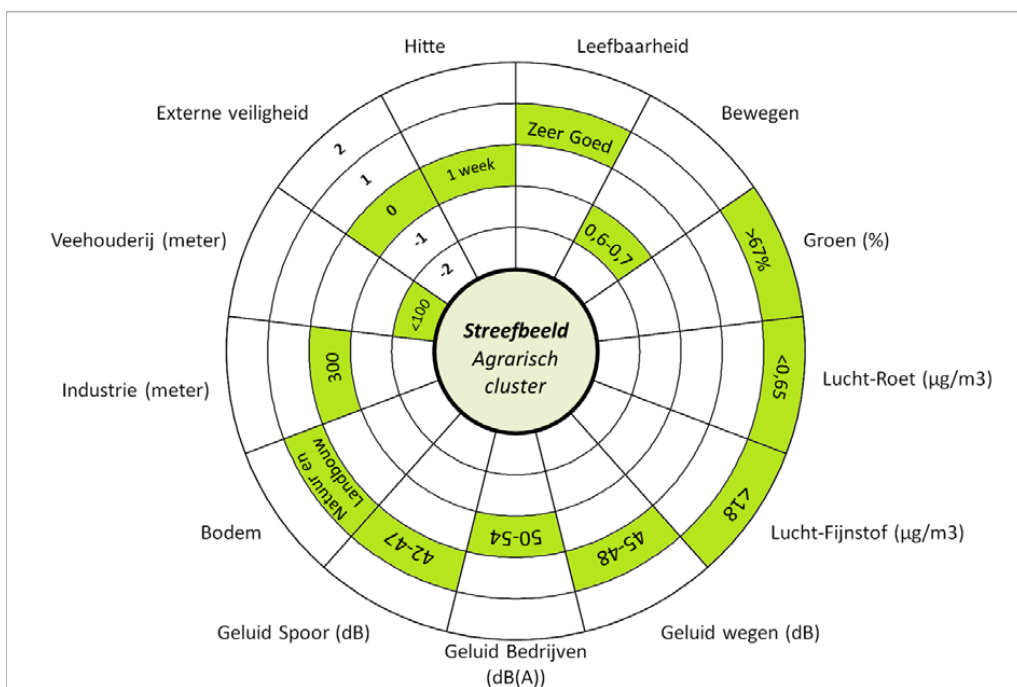 Hitte
Leefbaarheid
Externe veiligheid
Bewegen
2
1
0
-1
-2
1 week
Zeer Goed
0,6-0,7
>67%
Veehouderij (meter)
Groen (%)
<100
Streefbeeld
Agrarisch
cluster
Industrie (meter)
300
<0,65
Lucht-Roet (µg/m3)
Natuur en
Landbouw
42-47
50-54
45-48
<18
Bodem
Lucht-Fijnstof (µg/m3)
Geluid Spoor (dB)
Geluid Bedrijven
(dB(A))
Geluid wegen (dB)